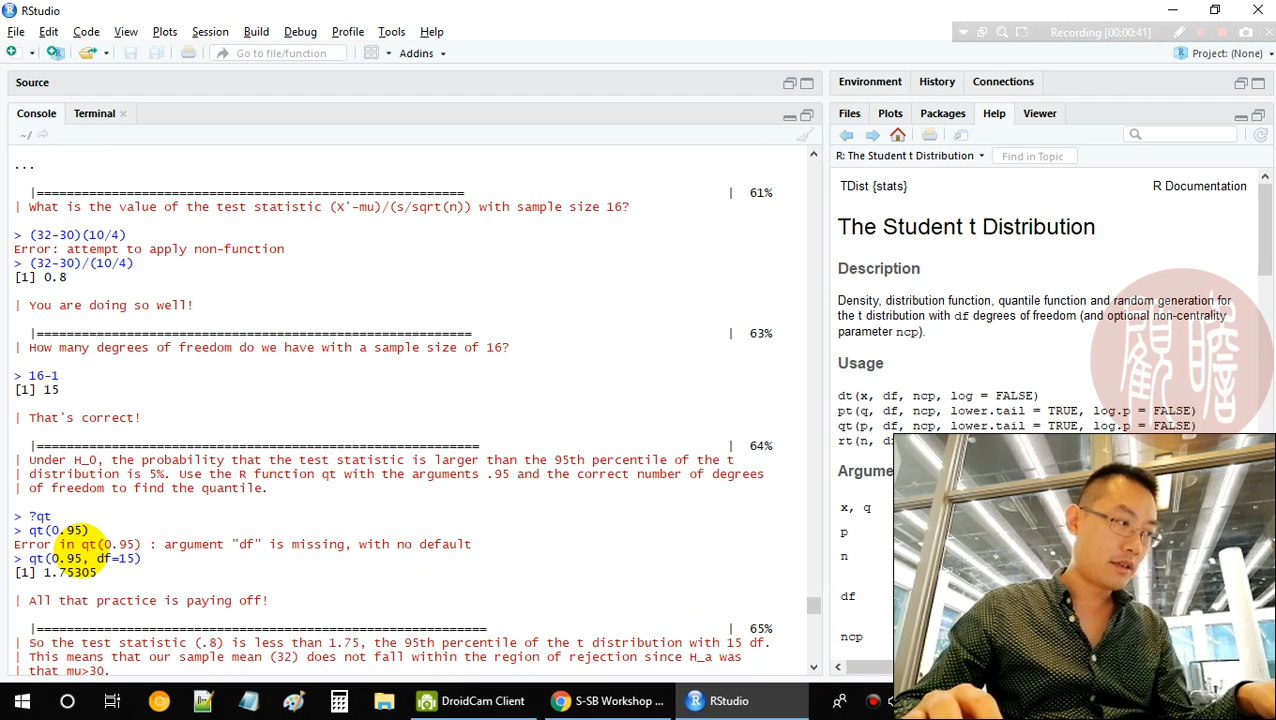 RStudio
File Edit Code View Plots Session Build Debug Profile Tools Help
Recording [00:00:41]
Go to file/function
Addins
Project: (None)
Source
Console Terminal
~/
...
|========================================================= | 61%
| What is the value of the test statistic (X'-mu)/(s/sqrt(n)) with sample size 16?
> (32-30)(10/4)
Error: attempt to apply non-function
> (32-30)/(10/4)
[1] 0.8
| You are doing so well!
|========================================================== | 63%
| How many degrees of freedom do we have with a sample size of 16?
> 16-1
[1] 15
| That's correct!
|=========================================================== | 64%
| Under H_0, the probability that the test statistic is larger than the 95th percentile of the t
| distribution is 5%. Use the R function qt with the arguments .95 and the correct number of degrees
| of freedom to find the quantile.
> ?qt
> qt(0.95)
Error in qt(0.95) : argument "df" is missing, with no default
> qt(0.95, df=15)
[1] 1.75305
| All that practice is paying off!
|============================================================ | 65%
| So the test statistic (.8) is less than 1.75, the 95th percentile of the t distribution with 15 df.
| This means that our sample mean (32) does not fall within the region of rejection since H_a was
| that mu>30.
Environment History Connections
Files Plots Packages Help Viewer
R: The Student t Distribution
Find in Topic
TDist {stats}
R Documentation
The Student t Distribution
Description
Density, distribution function, quantile function and random generation for
the t distribution with df degrees of freedom (and optional non-centrality
parameter ncp).
Usage
dt(x, df, ncp, log = FALSE)
pt(q, df, ncp, lower.tail = TRUE, log.p = FALSE)
qt(p, df, ncp, lower.tail = TRUE, log.p = FALSE)
rt(n,
x, q
p
n
df
ncp
DroidCam Client
S-SB Workshop ...
RStudio